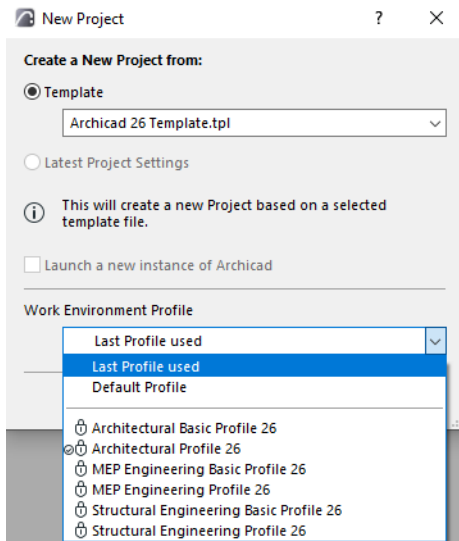 New Project
?
Create a New Project from:
Template
Archicad 26 Template.tpl
Latest Project Settings
This will create a new Project based on a selected
template file.
Launch a new instance of Archicad
Work Environment Profile
Last Profile used
Last Profile used
Default Profile
Architectural Basic Profile 26
Architectural Profile 26
MEP Engineering Basic Profile 26
MEP Engineering Profile 26
Structural Engineering Basic Profile 26
Structural Engineering Profile 26